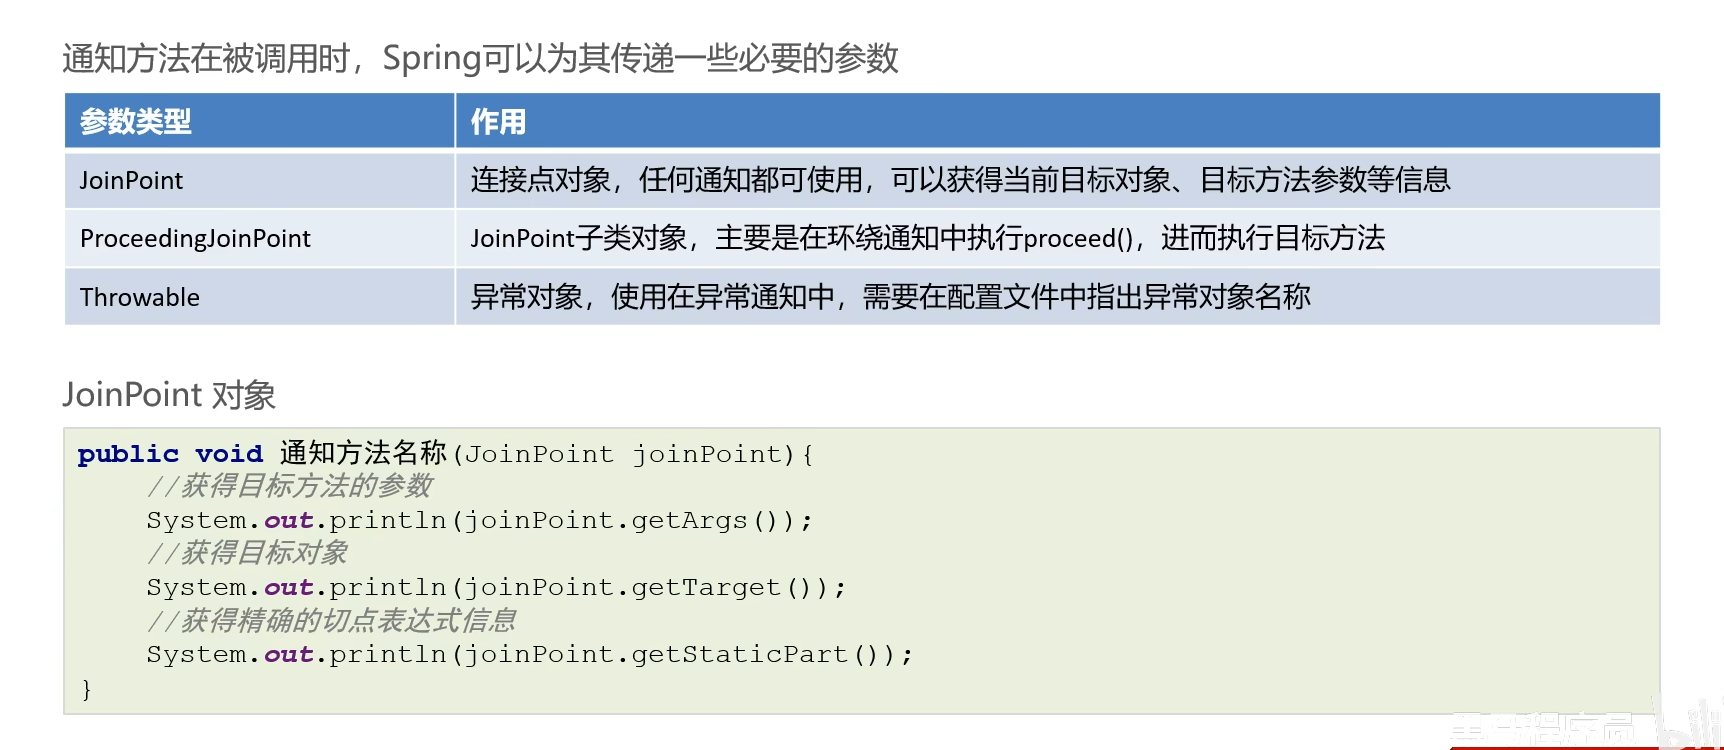 通知方法在被调用时，Spring可以为其传递一些必要的参数
参数类型 作用
JoinPoint 连接点对象，任何通知都可使用，可以获得当前目标对象、目标方法参数等信息
ProceedingJoinPoint JoinPoint子类对象，主要是在环绕通知中执行proceed()，进而执行目标方法
Throwable 异常对象，使用在异常通知中，需要在配置文件中指出异常对象名称
JoinPoint 对象
public void 通知方法名称(JoinPoint joinPoint){
//获得目标方法的参数
System.out.println(joinPoint.getArgs());
//获得目标对象
System.out.println(joinPoint.getTarget());
//获得精确的切点表达式信息
System.out.println(joinPoint.getStaticPart());
}
黑马程序员